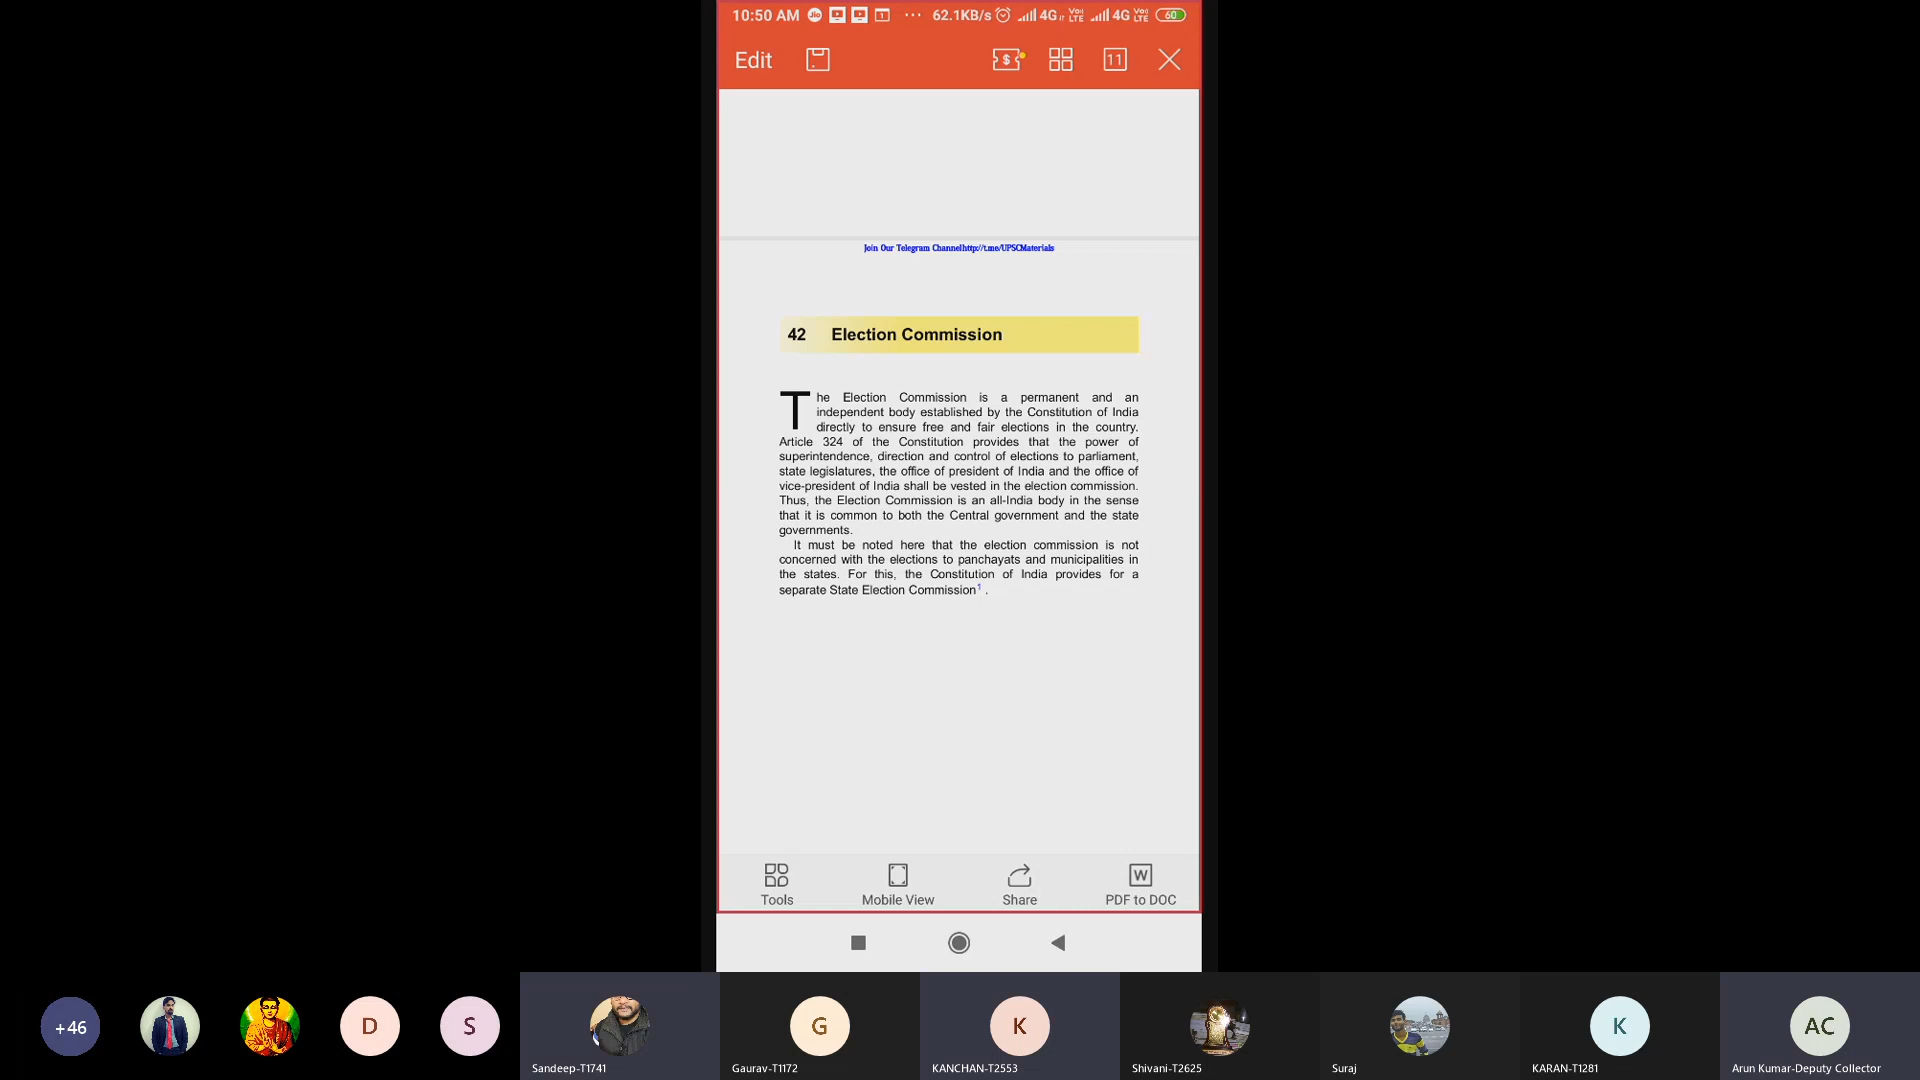 10:50 AM Jio 1 ... 62.1KB/s 4G Vo)) LTE 4G Vo)) LTE 60
Edit $ 11
Join Our Telegram Channelhttp://t.me/UPSCMaterials
42 Election Commission
The Election Commission is a permanent and an
independent body established by the Constitution of India
directly to ensure free and fair elections in the country.
Article 324 of the Constitution provides that the power of
superintendence, direction and control of elections to parliament,
state legislatures, the office of president of India and the office of
vice-president of India shall be vested in the election commission.
Thus, the Election Commission is an all-India body in the sense
that it is common to both the Central government and the state
governments.
It must be noted here that the election commission is not
concerned with the elections to panchayats and municipalities in
the states. For this, the Constitution of India provides for a
separate State Election Commission1 .
W
Tools Mobile View Share PDF to DOC
+46 D S G K K AC
Sandeep-T1741 Gaurav-T1172 KANCHAN-T2553 Shivani-T2625 Suraj KARAN-T1281 Arun Kumar-Deputy Collector